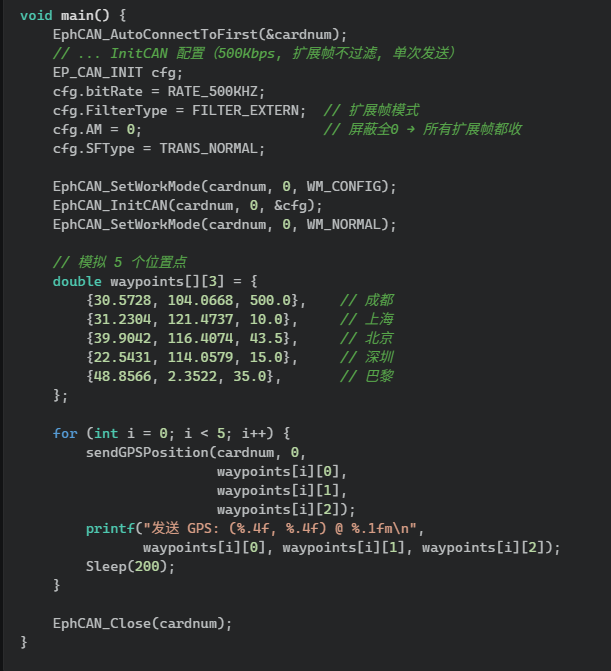 void main() {
    EphCAN_AutoConnectToFirst(&cardnum);
    // ... InitCAN 配置（500Kbps, 扩展帧不过滤, 单次发送）
    EP_CAN_INIT cfg;
    cfg.bitRate = RATE_500KHZ;
    cfg.FilterType = FILTER_EXTERN;  // 扩展帧模式
    cfg.AM = 0;                      // 屏蔽全0 → 所有扩展帧都收
    cfg.SFType = TRANS_NORMAL;

    EphCAN_SetWorkMode(cardnum, 0, WM_CONFIG);
    EphCAN_InitCAN(cardnum, 0, &cfg);
    EphCAN_SetWorkMode(cardnum, 0, WM_NORMAL);

    // 模拟 5 个位置点
    double waypoints[][3] = {
        {30.5728, 104.0668, 500.0},    // 成都
        {31.2304, 121.4737, 10.0},     // 上海
        {39.9042, 116.4074, 43.5},     // 北京
        {22.5431, 114.0579, 15.0},     // 深圳
        {48.8566, 2.3522, 35.0},       // 巴黎
    };

    for (int i = 0; i < 5; i++) {
        sendGPSPosition(cardnum, 0,
                        waypoints[i][0],
                        waypoints[i][1],
                        waypoints[i][2]);
        printf("发送 GPS: (%.4f, %.4f) @ %.1fm\n",
               waypoints[i][0], waypoints[i][1], waypoints[i][2]);
        Sleep(200);
    }

    EphCAN_Close(cardnum);
}